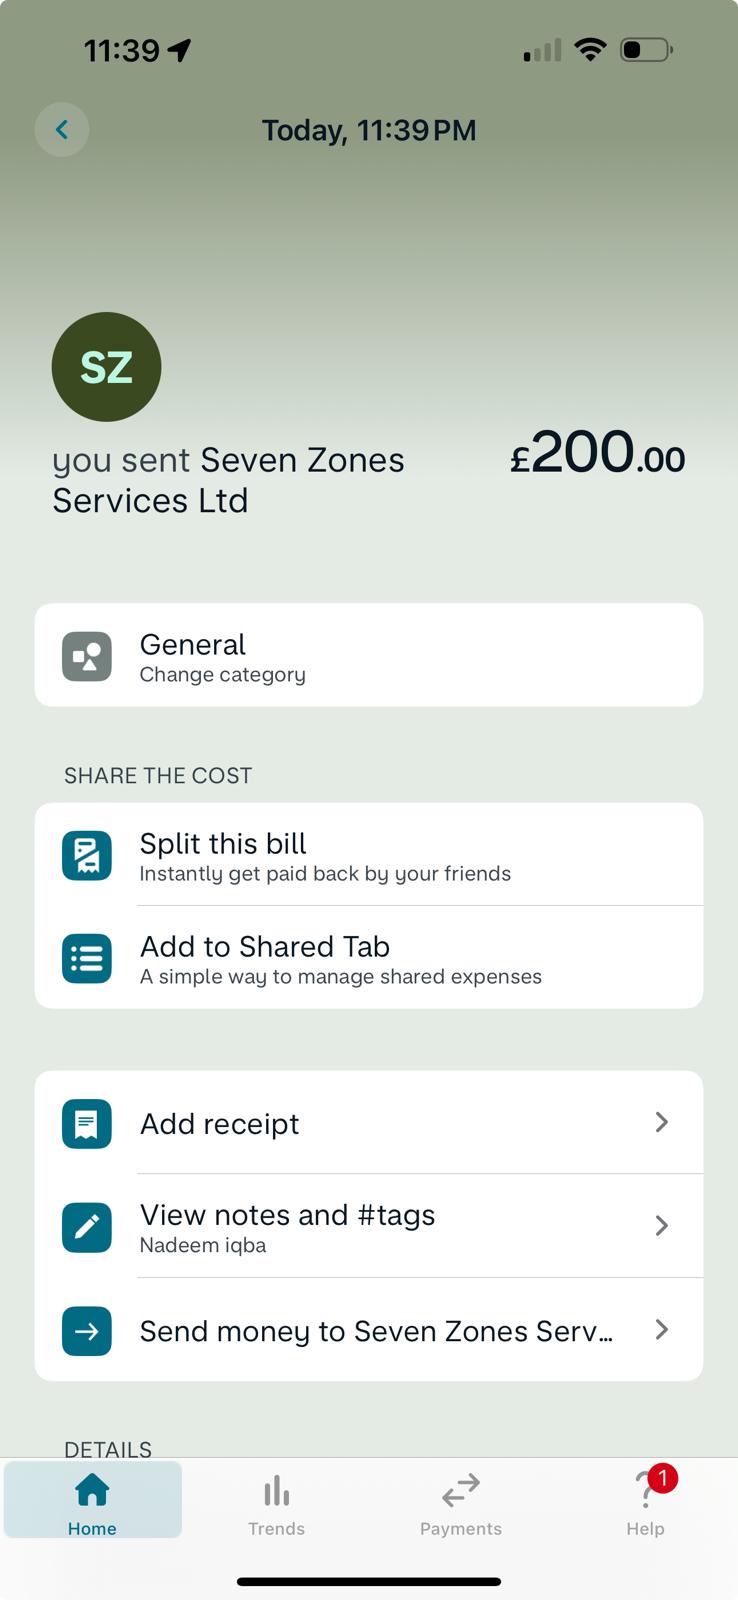 11:39
Today, 11:39 PM
SZ
you sent Seven Zones
Services Ltd
£200.00
General
Change category
SHARE THE COST
Split this bill
Instantly get paid back by your friends
Add to Shared Tab
A simple way to manage shared expenses
Add receipt
View notes and #tags
Nadeem iqba
Send money to Seven Zones Serv...
DETAILS
1
Home
Trends
Payments
Help